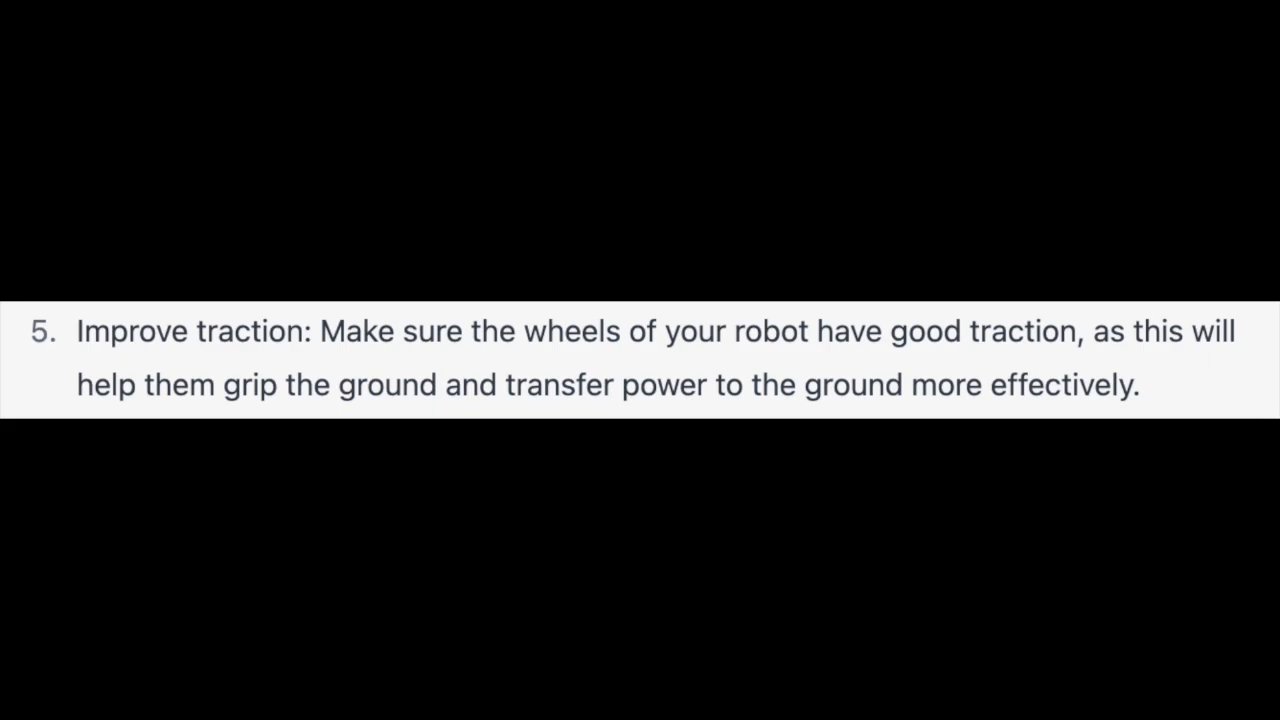 5. Improve traction: Make sure the wheels of your robot have good traction, as this will
help them grip the ground and transfer power to the ground more effectively.